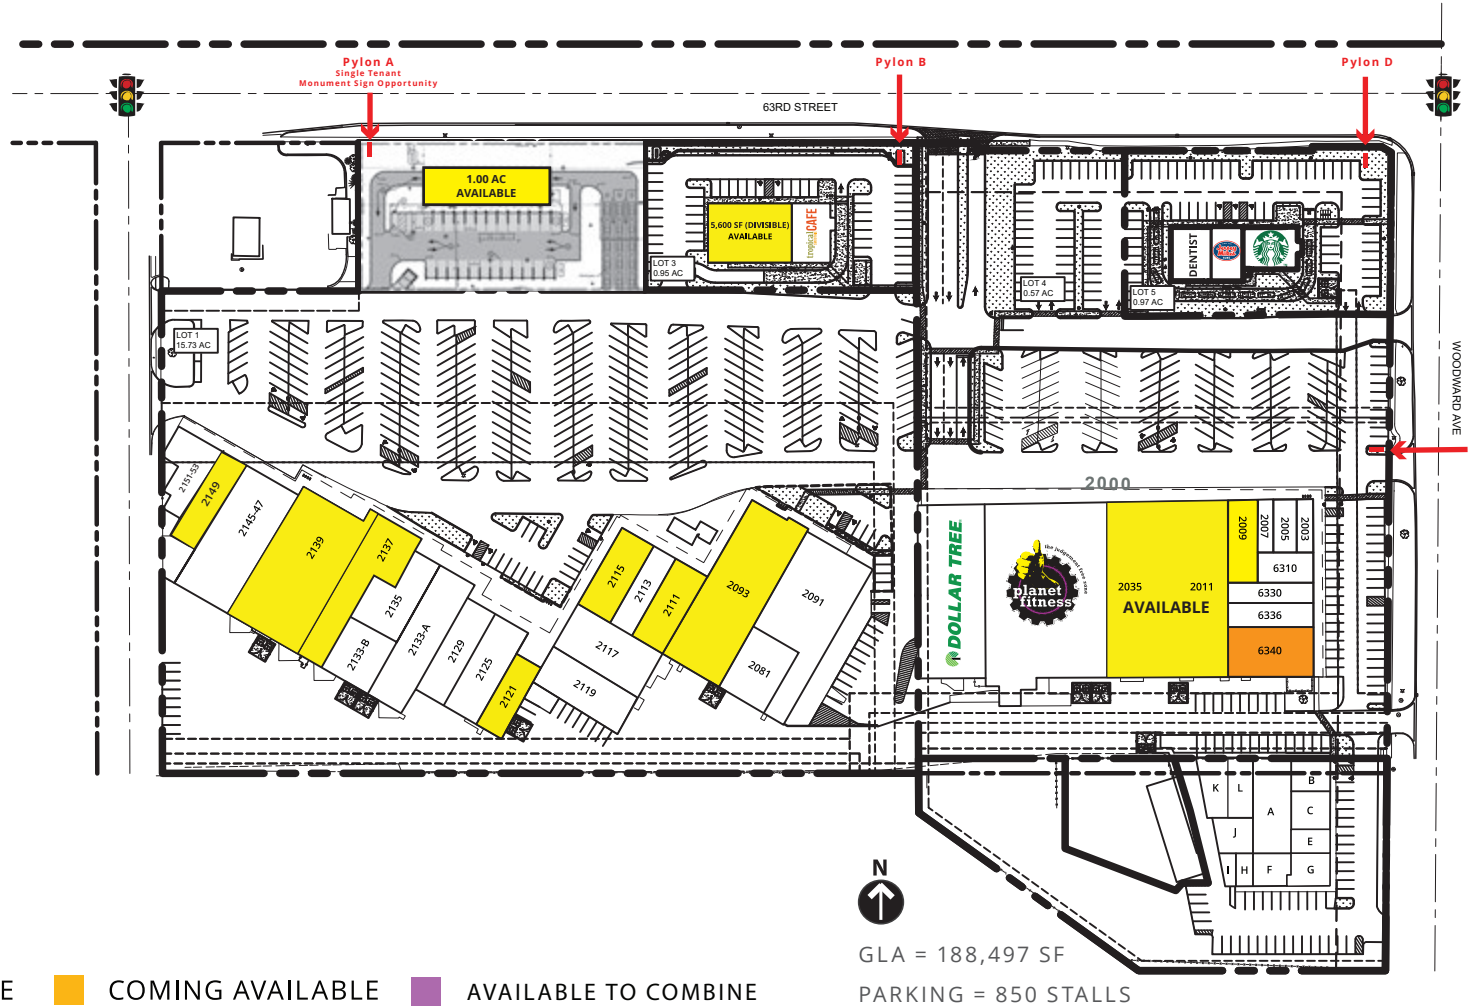 Pylon A
Single Tenant
Monument Sign Opportunity
Pylon B
Pylon D
63RD STREET
1.00 AC
AVAILABLE
5,600 SF (DIVISIBLE)
AVAILABLE
tropical CAFE
LOT 3
0.95 AC
LOT 4
0.57 AC
DENTIST
LOT 5
0.97 AC
LOT 1
15.73 AC
WOODWARD AVE
2000
2151-53
2149
2145-47
2139
2137
2135
2133-B
2133-A
2129
2125
2121
2115
2113
2111
2117
2119
2093
2091
2081
DOLLAR TREE
the judgement free zone
planet
fitness
2035
2011
AVAILABLE
2009
2007
2005
2003
6310
6330
6336
6340
K
L
A
B
C
J
E
I
H
F
G
N
GLA = 188,497 SF
PARKING = 850 STALLS
E
COMING AVAILABLE
AVAILABLE TO COMBINE